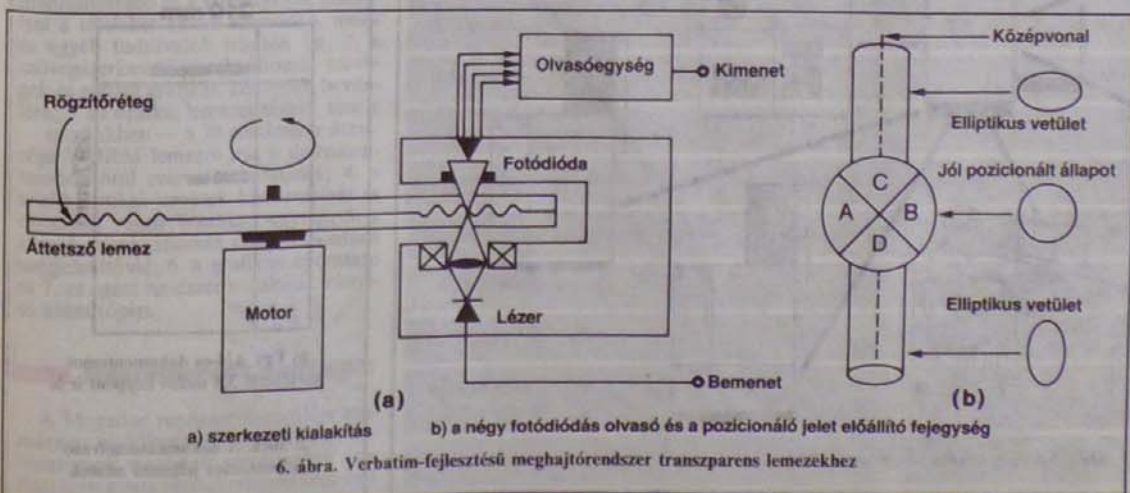 Olvasóegység
Kimenet
Rögzítőréteg
Fotódióda
Áttetsző lemez
Motor
Lézer
Bemenet
(a)
Középvonal
Elliptikus vetület
Jól pozicionált állapot
C
A B
D
Elliptikus vetület
(b)
a) szerkezeti kialakítás
b) a négy fotódiódás olvasó és a pozicionáló jelet előállító fejegység
6. ábra. Verbatim-fejlesztésű meghajtórendszer transzparens lemezekhez